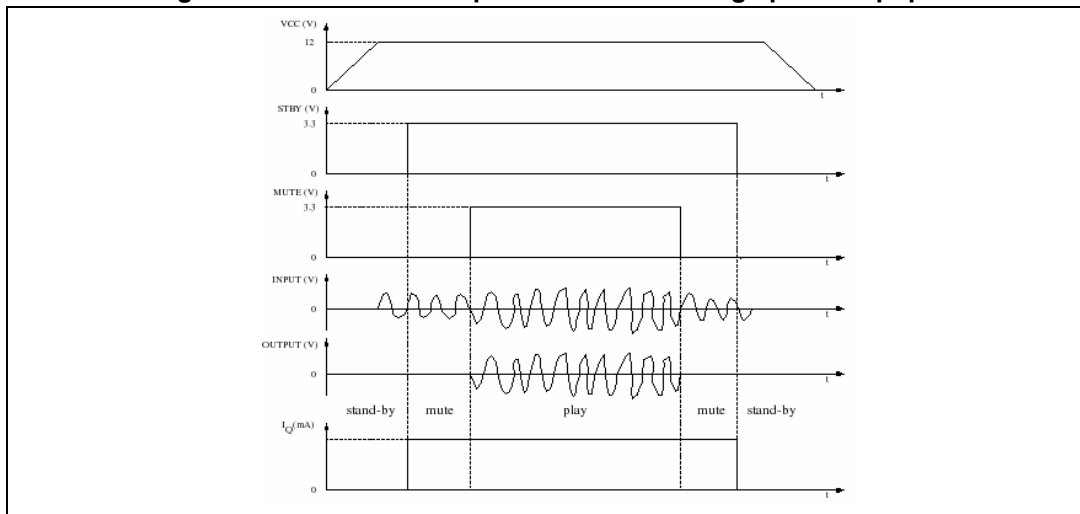 VCC (V)
12
0
t
STBY (V)
3.3
0
t
MUTE (V)
3.3
0
t
INPUT (V)
0
t
OUTPUT (V)
0
t
stand-by mute play mute stand-by
IQ(mA)
0
t